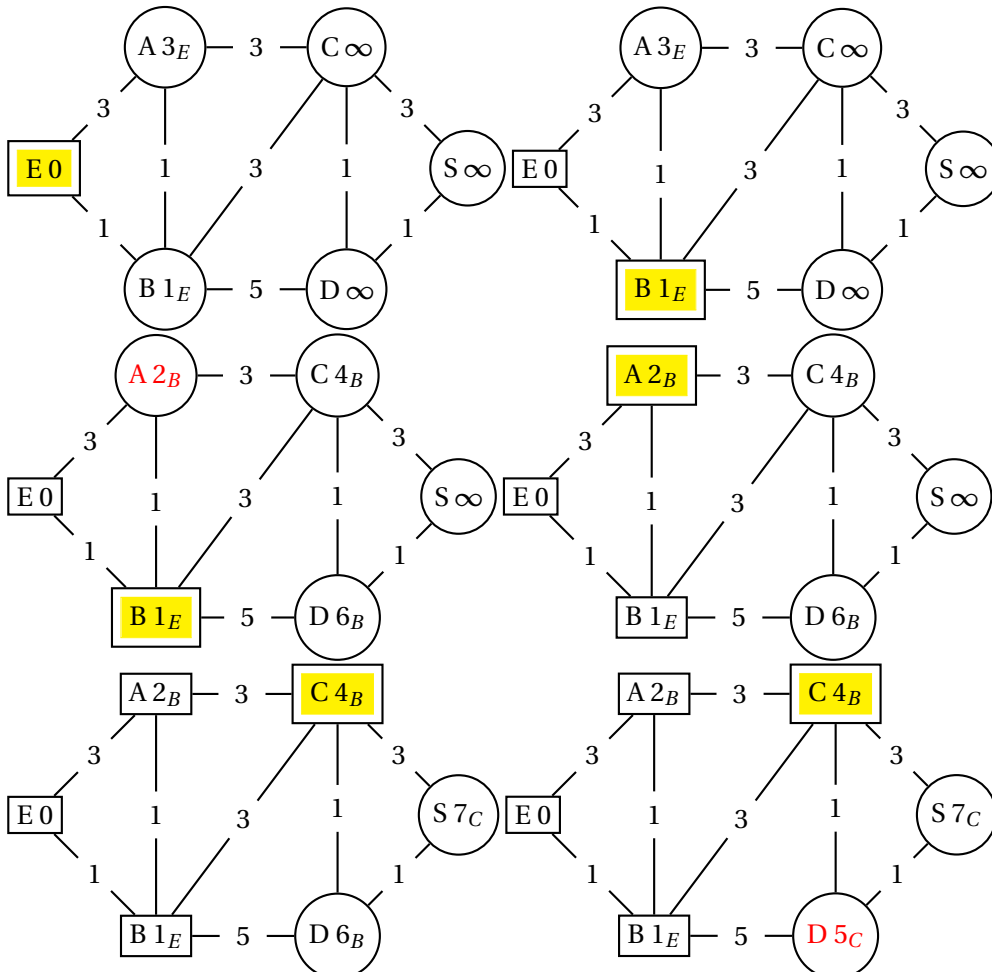 A 3E 3 C ∞ A 3E 3 C ∞
3 3 3 3
E 0 1 3 1 S ∞ E 0 1 3 1 S ∞
1 1 1 1
B 1E 5 D ∞ B 1E 5 D ∞
A 2B 3 C 4B A 2B 3 C 4B
3 3 3 3
E 0 1 3 1 S ∞ E 0 1 3 1 S ∞
1 1 1 1
B 1E 5 D 6B B 1E 5 D 6B
A 2B 3 C 4B A 2B 3 C 4B
3 3 3 3
E 0 1 3 1 S 7C E 0 1 3 1 S 7C
1 1 1 1
B 1E 5 D 6B B 1E 5 D 5C